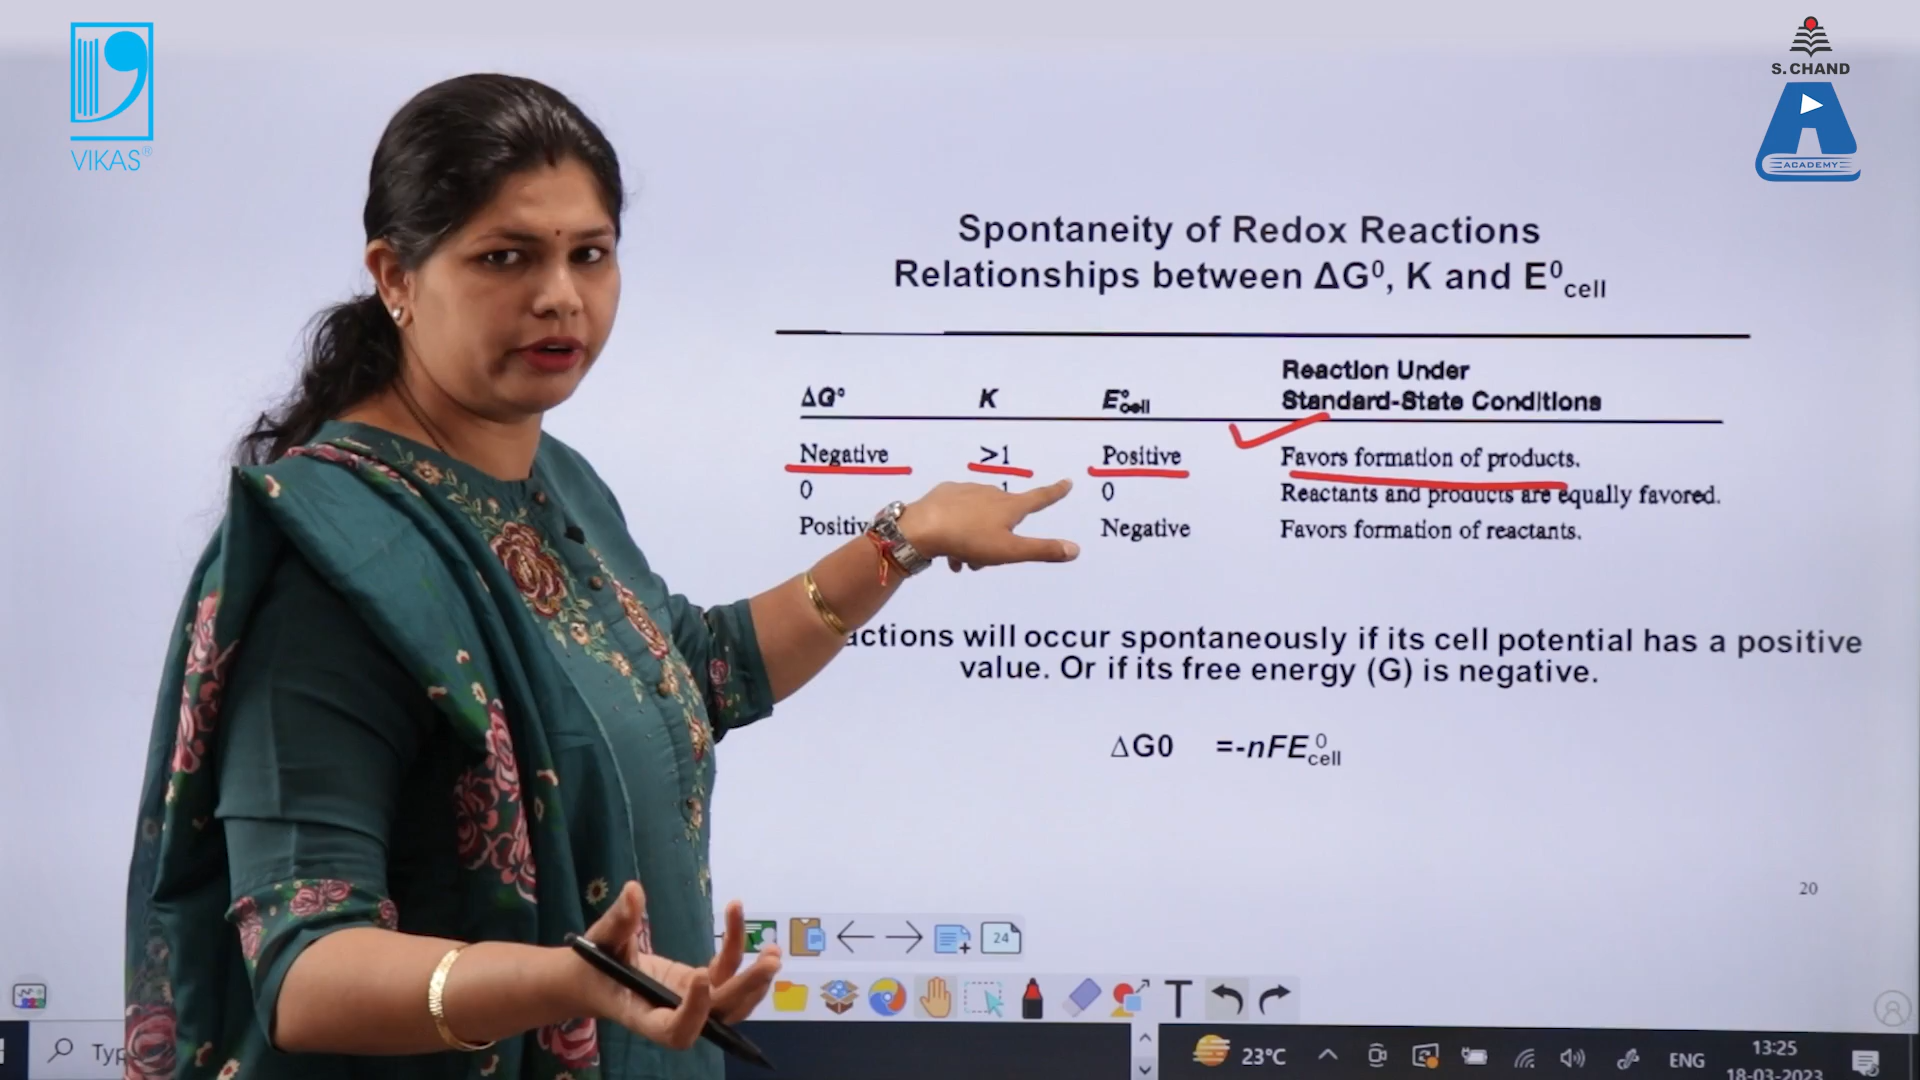 VIKAS®
S. CHAND
ACADEMY
Spontaneity of Redox Reactions
Relationships between ΔG⁰, K and E⁰cell
ΔG° K E°cell Reaction Under
Standard-State Conditions
Negative >1 Positive Favors formation of products.
0 0 Reactants and products are equally favored.
Negative Favors formation of reactants.
will occur spontaneously if its cell potential has a positive
value. Or if its free energy (G) is negative.
ΔG0 =-nFE⁰cell
20
24
T
23°C ENG 13:25
18-03-2023